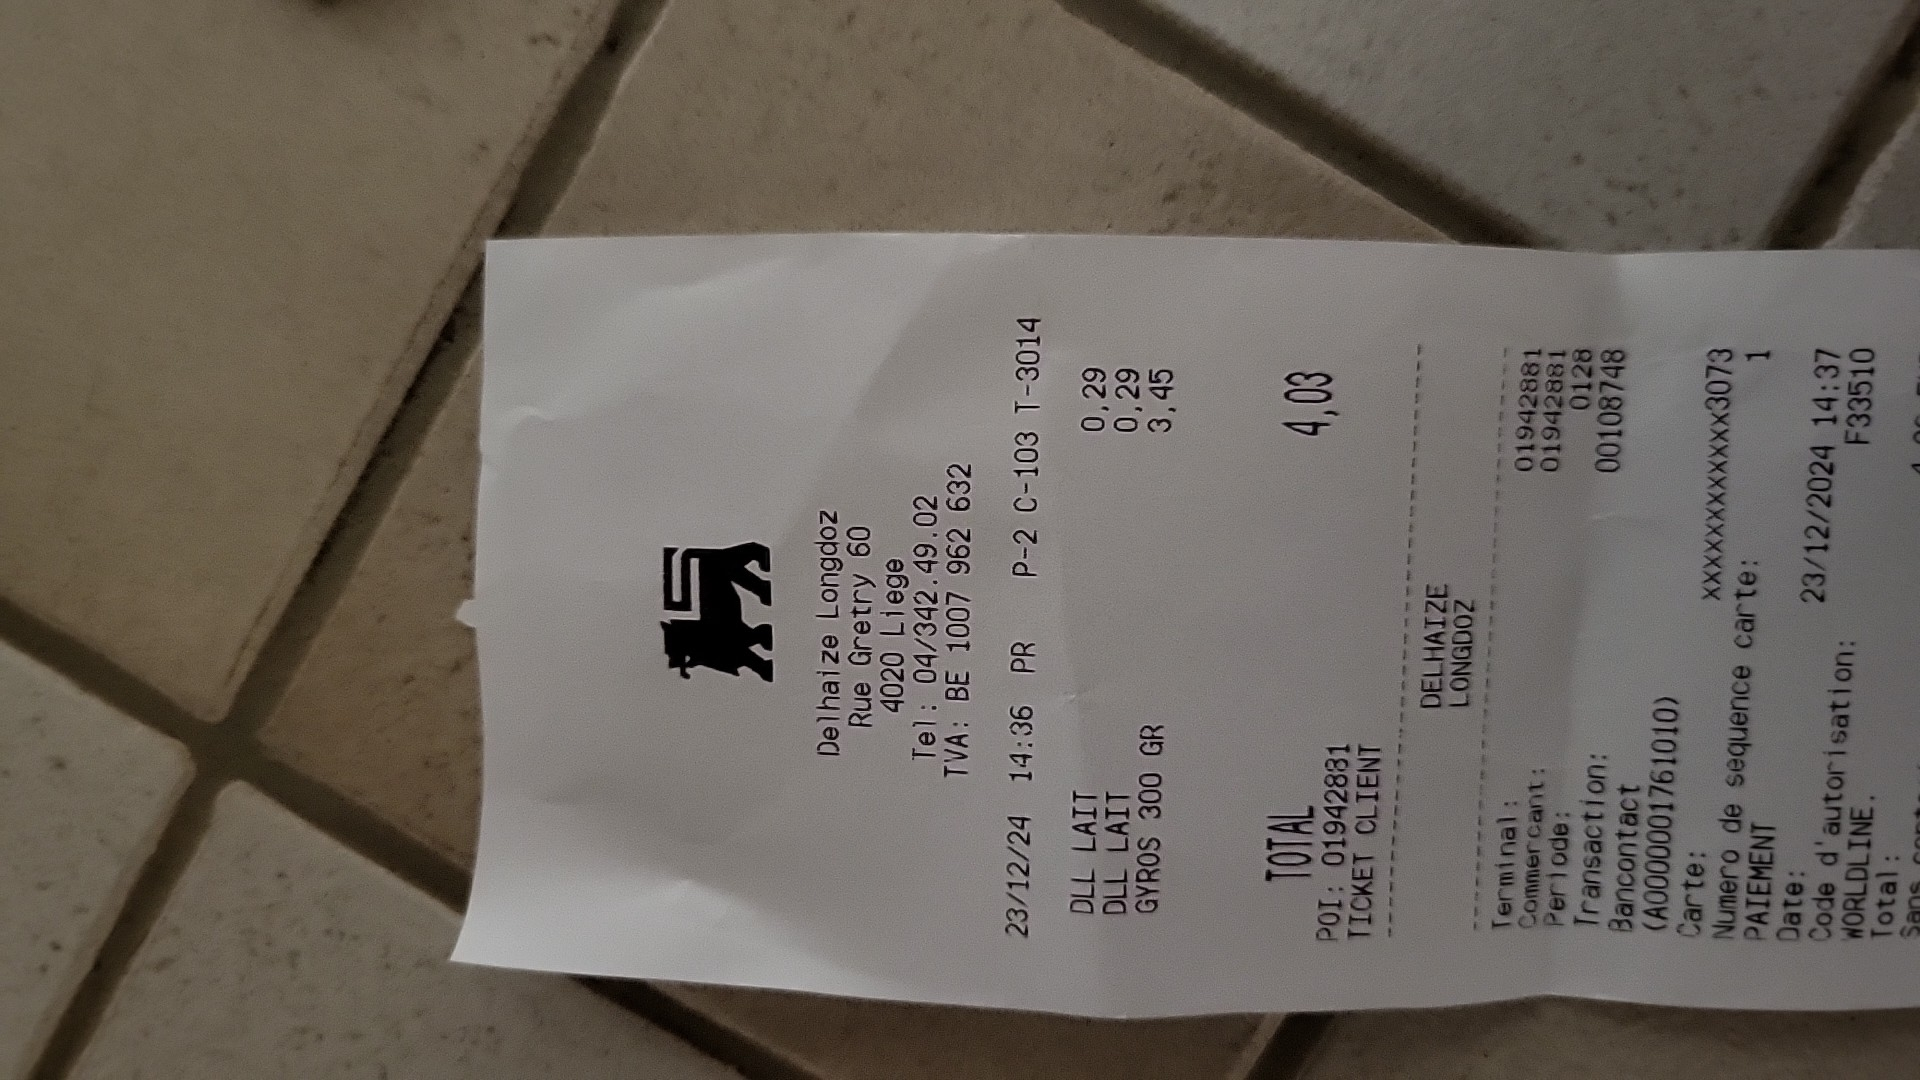 Delhaize Longdoz
Rue Gretry 60
4020 Liege
Tel: 04/342.49.02
TVA: BE 1007 962 632
23/12/24 14:36 PR P-2 C-103 T-3014
DLL LAIT 0,29
DLL LAIT 0,29
GYROS 300 GR 3,45
TOTAL 4,03
POI: 01942881
TICKET CLIENT
DELHAIZE
LONGDOZ
Terminal: 01942881
Commercant: 01942881
Periode: 0128
Transaction: 00108748
Bancontact
(A0000017761010)
Carte: xxxxxxxxxxxxx3073
Numero de sequence carte: 1
PAIEMENT
Date: 23/12/2024 14:37
Code d'autorisation: F33510
WORLDLINE.
Total:
Sans